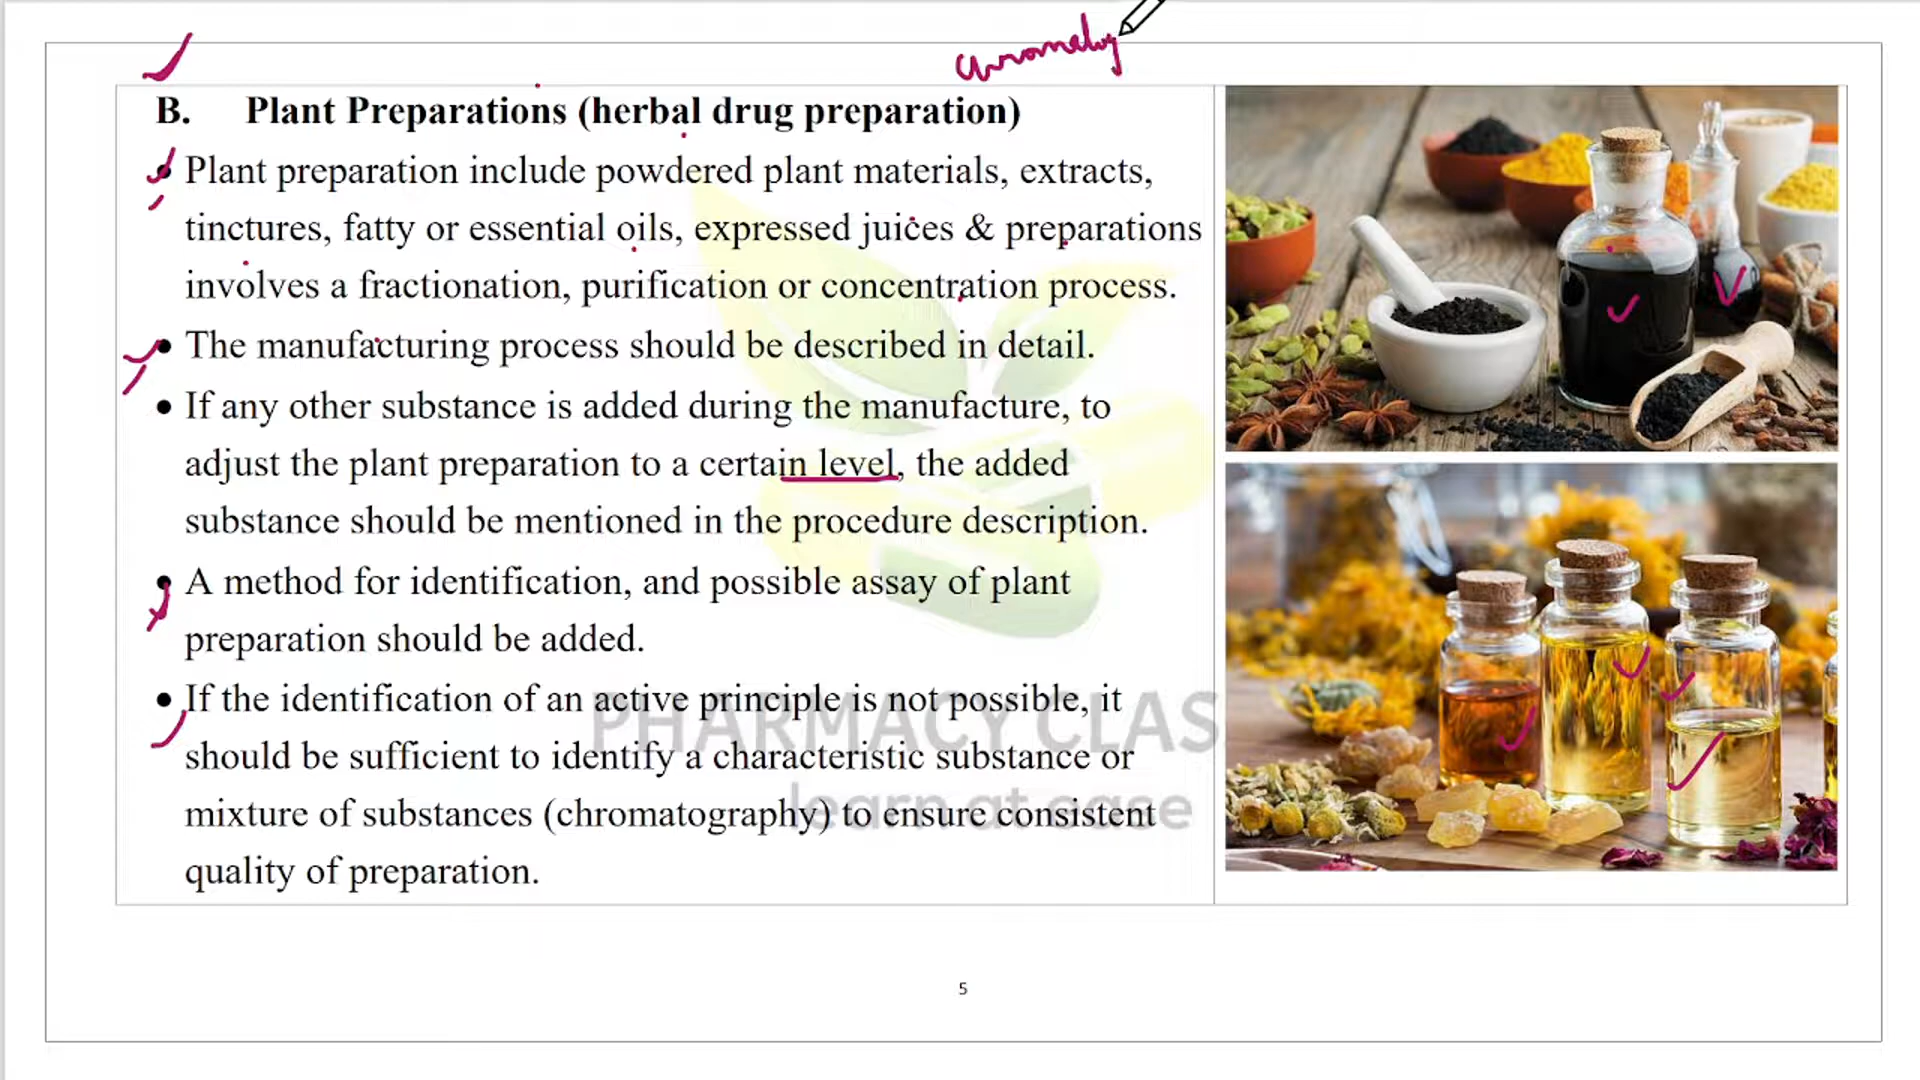 B. Plant Preparations (herbal drug preparation)
• Plant preparation include powdered plant materials, extracts,
tinctures, fatty or essential oils, expressed juices & preparations
involves a fractionation, purification or concentration process.
• The manufacturing process should be described in detail.
• If any other substance is added during the manufacture, to
adjust the plant preparation to a certain level, the added
substance should be mentioned in the procedure description.
• A method for identification, and possible assay of plant
preparation should be added.
• If the identification of an active principle is not possible, it
should be sufficient to identify a characteristic substance or
mixture of substances (chromatography) to ensure consistent
quality of preparation.
PHARMACY CLAS
learn at ease
5